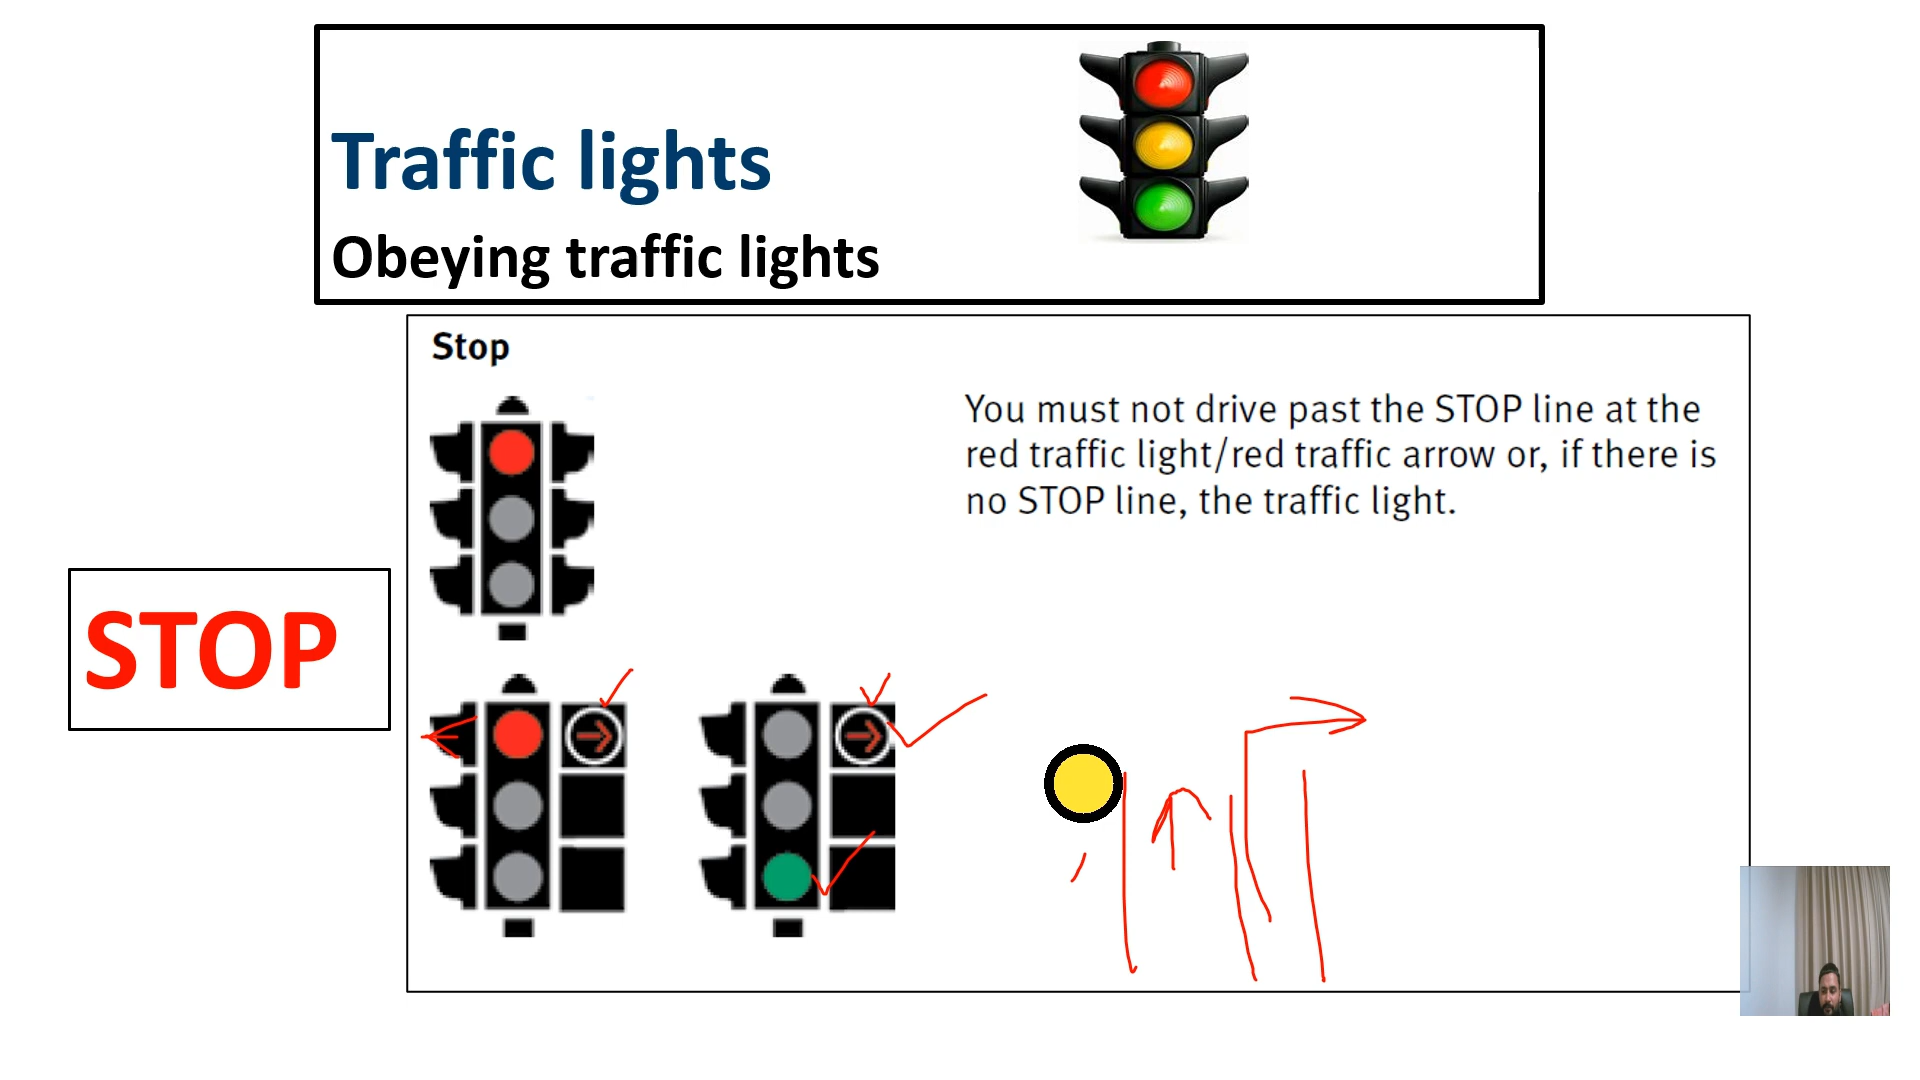 Traffic lights
Obeying traffic lights
Stop
You must not drive past the STOP line at the
red traffic light/red traffic arrow or, if there is
no STOP line, the traffic light.
STOP